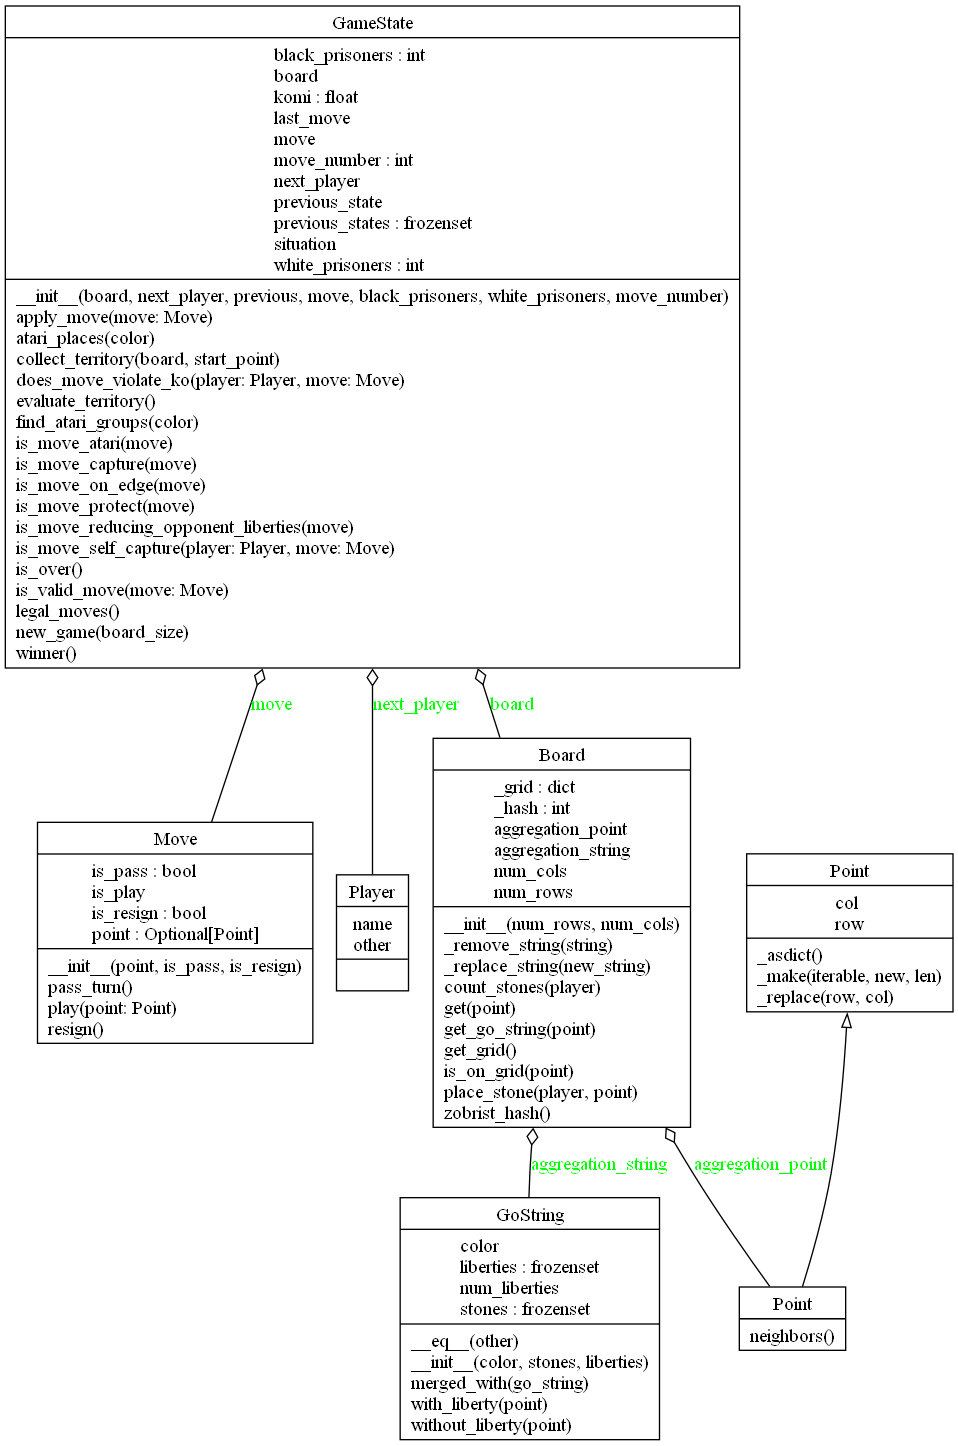 GameState
black_prisoners : int
board
komi : float
last_move
move
move_number : int
next_player
previous_state
previous_states : frozenset
situation
white_prisoners : int
__init__(board, next_player, previous, move, black_prisoners, white_prisoners, move_number)
apply_move(move: Move)
atari_places(color)
collect_territory(board, start_point)
does_move_violate_ko(player: Player, move: Move)
evaluate_territory()
find_atari_groups(color)
is_move_atari(move)
is_move_capture(move)
is_move_on_edge(move)
is_move_protect(move)
is_move_reducing_opponent_liberties(move)
is_move_self_capture(player: Player, move: Move)
is_over()
is_valid_move(move: Move)
legal_moves()
new_game(board_size)
winner()
move
next_player
board
Move
is_pass : bool
is_play
is_resign : bool
point : Optional[Point]
__init__(point, is_pass, is_resign)
pass_turn()
play(point: Point)
resign()
Player
name
other
Board
_grid : dict
_hash : int
aggregation_point
aggregation_string
num_cols
num_rows
__init__(num_rows, num_cols)
_remove_string(string)
_replace_string(new_string)
count_stones(player)
get(point)
get_go_string(point)
get_grid()
is_on_grid(point)
place_stone(player, point)
zobrist_hash()
Point
col
row
_asdict()
_make(iterable, new, len)
_replace(row, col)
aggregation_string
aggregation_point
GoString
color
liberties : frozenset
num_liberties
stones : frozenset
__eq__(other)
__init__(color, stones, liberties)
merged_with(go_string)
with_liberty(point)
without_liberty(point)
Point
neighbors()